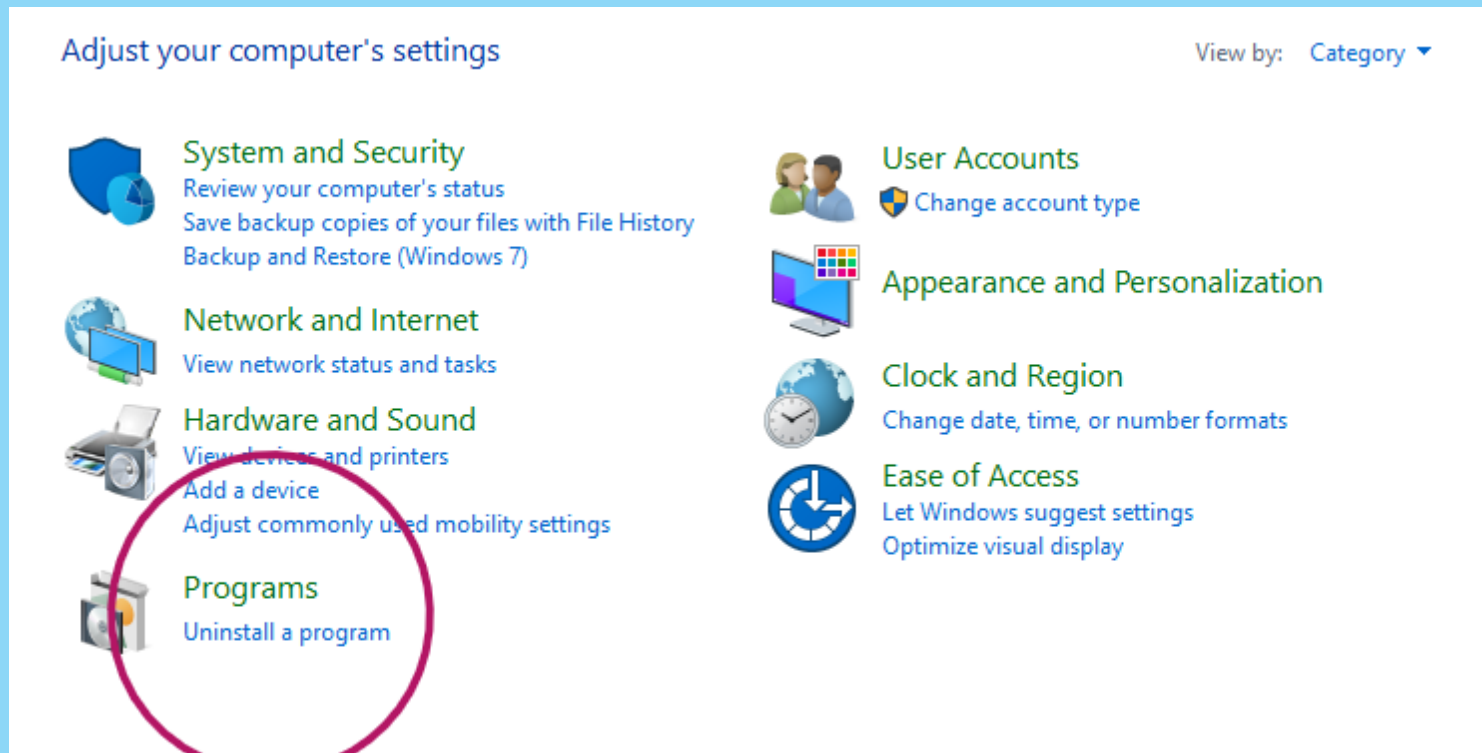 Adjust your computer's settings
View by: Category
System and Security
Review your computer's status
Save backup copies of your files with File History
Backup and Restore (Windows 7)
Network and Internet
View network status and tasks
Hardware and Sound
View devices and printers
Add a device
Adjust commonly used mobility settings
Programs
Uninstall a program
User Accounts
Change account type
Appearance and Personalization
Clock and Region
Change date, time, or number formats
Ease of Access
Let Windows suggest settings
Optimize visual display